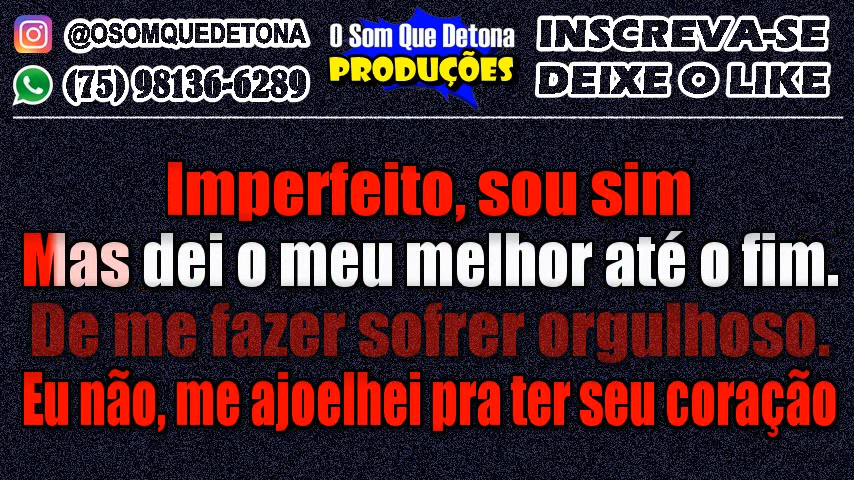 @OSOMQUEDETONA
(75) 98136-6289
O Som Que Detona
PRODUÇÕES
INSCREVA-SE
DEIXE O LIKE
Imperfeito, sou sim
Mas dei o meu melhor até o fim.
De me fazer sofrer orgulhoso.
Eu não, me ajoelhei pra ter seu coração